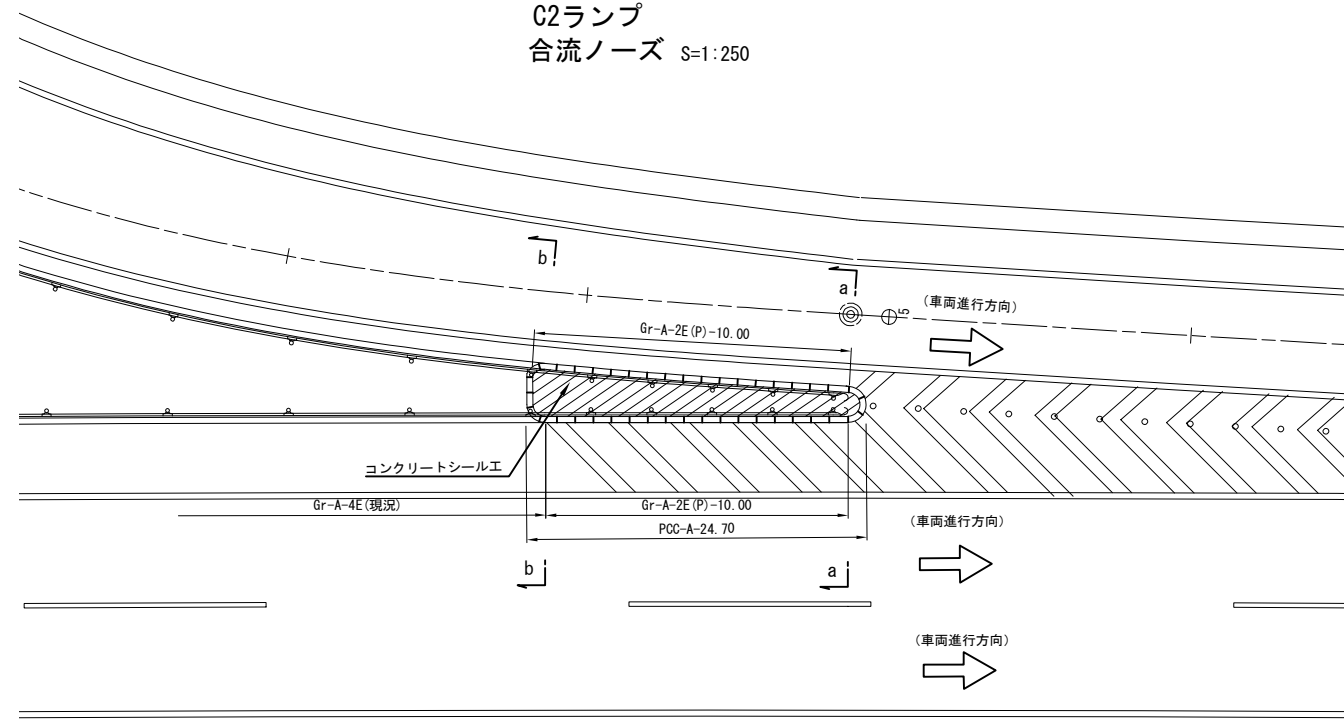 C2ランプ
合流ノーズ S=1:250
b
a
5
(車両進行方向)
Gr-A-2E(P)-10.00
コンクリートシール工
Gr-A-4E(現況)
Gr-A-2E(P)-10.00
PCC-A-24.70
(車両進行方向)
b
a
(車両進行方向)